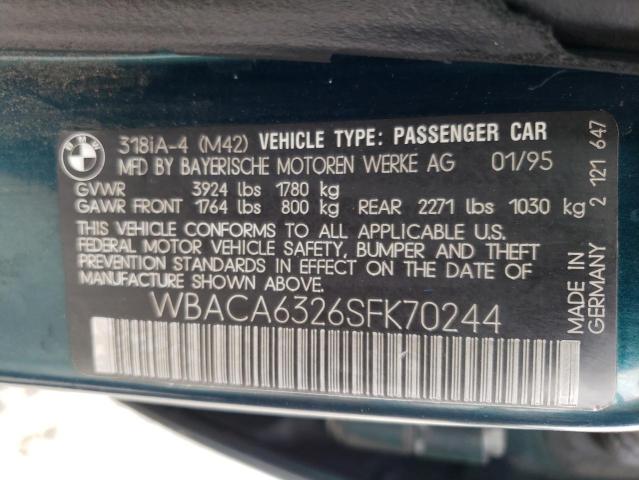 BMW
318iA-4 (M42) VEHICLE TYPE: PASSENGER CAR
MFD BY BAYERISCHE MOTOREN WERKE AG 01/95
GVWR 3924 lbs 1780 kg
GAWR FRONT 1764 lbs 800 kg REAR 2271 lbs 1030 kg
THIS VEHICLE CONFORMS TO ALL APPLICABLE U.S.
FEDERAL MOTOR VEHICLE SAFETY, BUMPER AND THEFT
PREVENTION STANDARDS IN EFFECT ON THE DATE OF
MANUFACTURE SHOWN ABOVE.
WBACA6326SFK70244
MADE IN
GERMANY 2 121 647